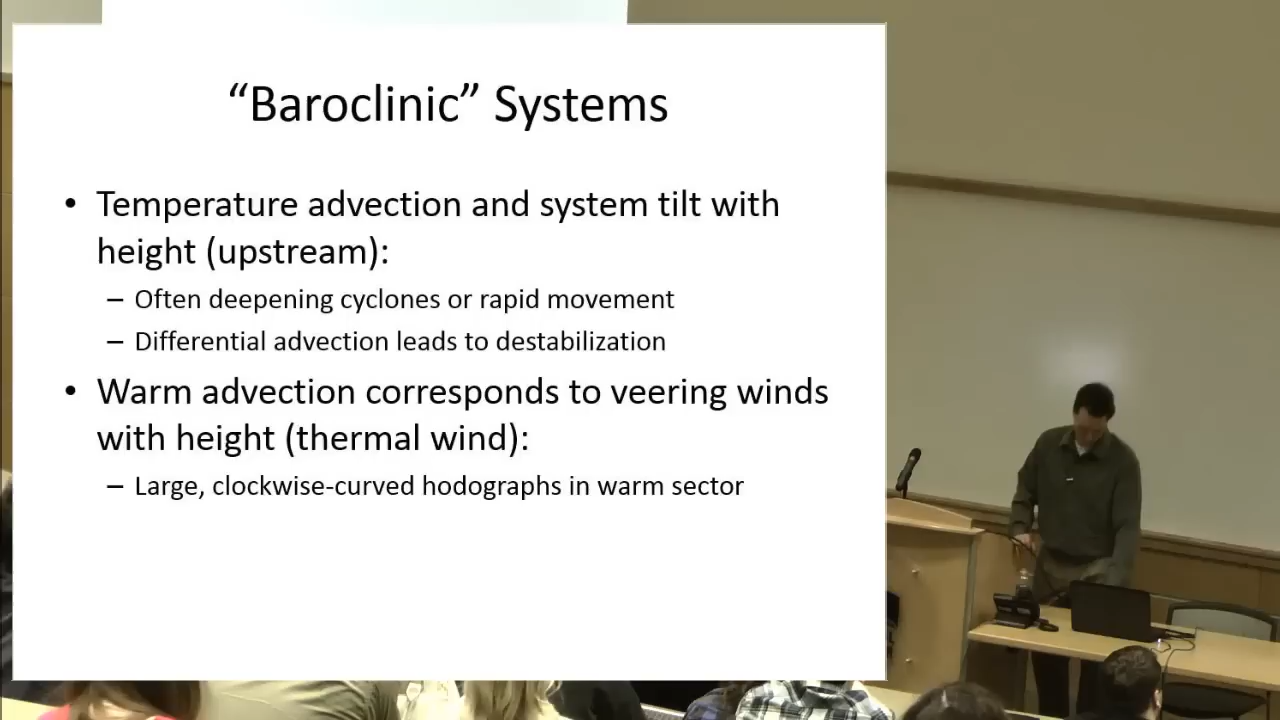 “Baroclinic” Systems
• Temperature advection and system tilt with
height (upstream):
– Often deepening cyclones or rapid movement
– Differential advection leads to destabilization
• Warm advection corresponds to veering winds
with height (thermal wind):
– Large, clockwise-curved hodographs in warm sector